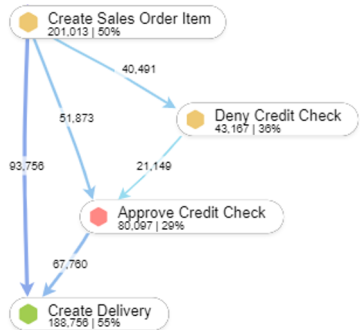 Create Sales Order Item
201,013 | 50%
40,491
Deny Credit Check
43,167 | 36%
51,873
93,756
21,149
Approve Credit Check
80,097 | 29%
67,760
Create Delivery
188,756 | 55%